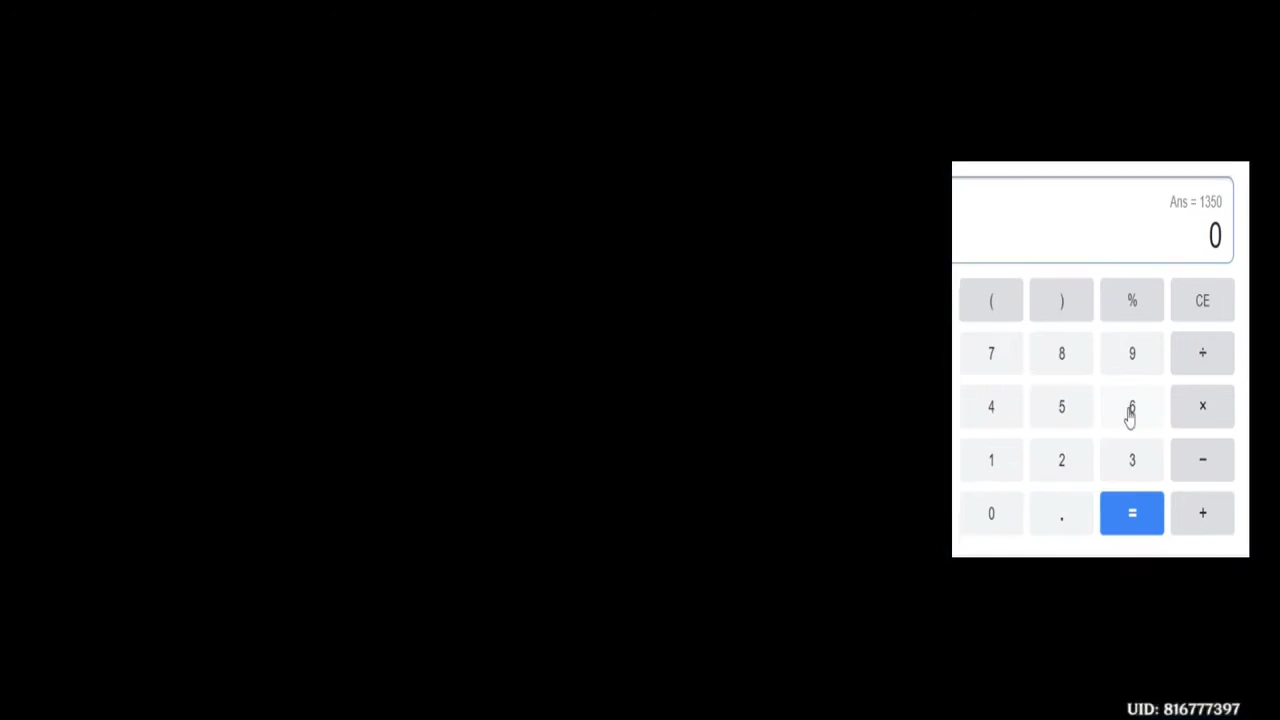 Ans = 1350
0
( ) % CE
7 8 9 ÷
4 5 6 ×
1 2 3 −
0 . = +
UID: 816777397